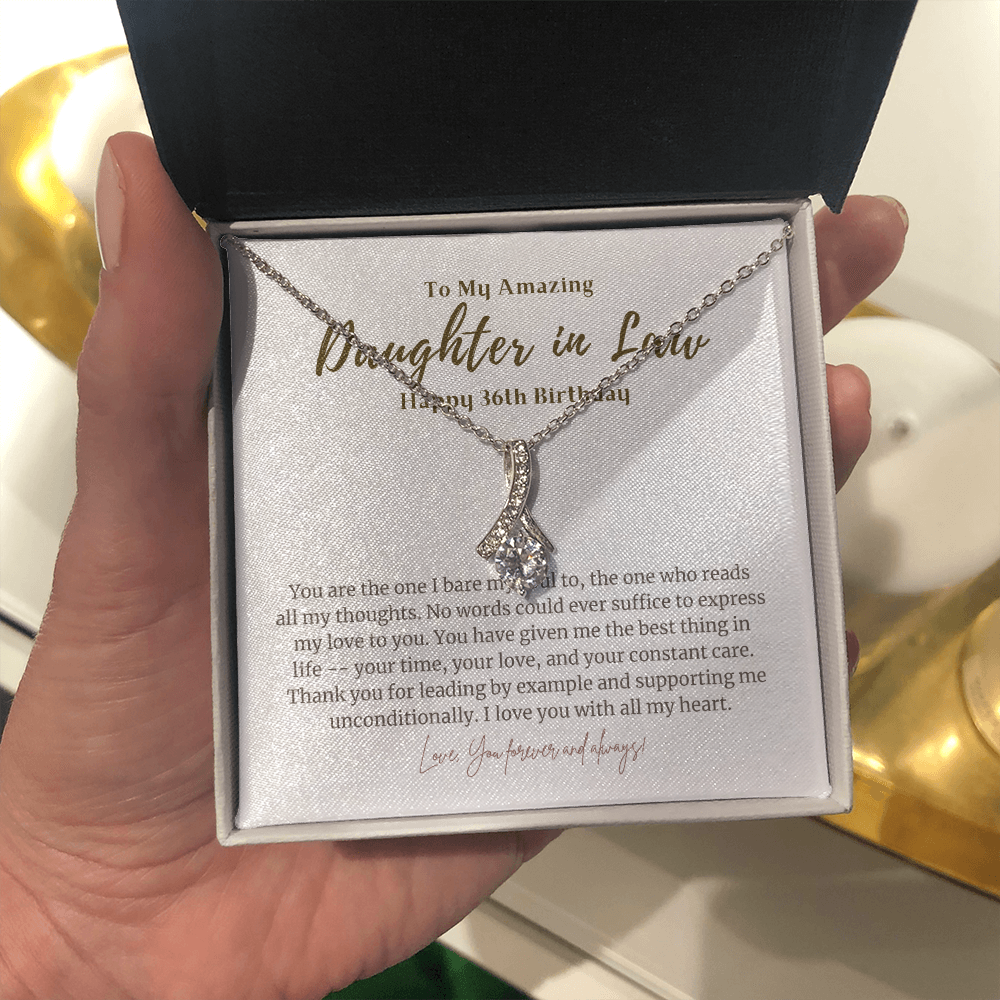 To My Amazing
Daughter in Law
Happy 36th Birthday
You are the one I bare my soul to, the one who reads
all my thoughts. No words could ever suffice to express
my love to you. You have given me the best thing in
life -- your time, your love, and your constant care.
Thank you for leading by example and supporting me
unconditionally. I love you with all my heart.
Love, You forever and always!